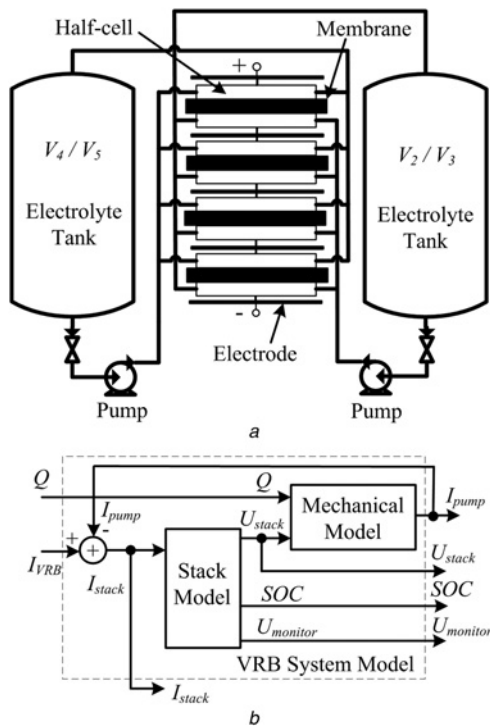 Half-cell
Membrane
+
V4 / V5
Electrolyte
Tank
V2 / V3
Electrolyte
Tank
-
Electrode
Pump
Pump
a
Q
Q
Mechanical
Model
Ipump
Ipump
-
+
+
IVRB
Istack
Ustack
Stack
Model
Ustack
SOC
SOC
Umonitor
Umonitor
VRB System Model
Istack
b